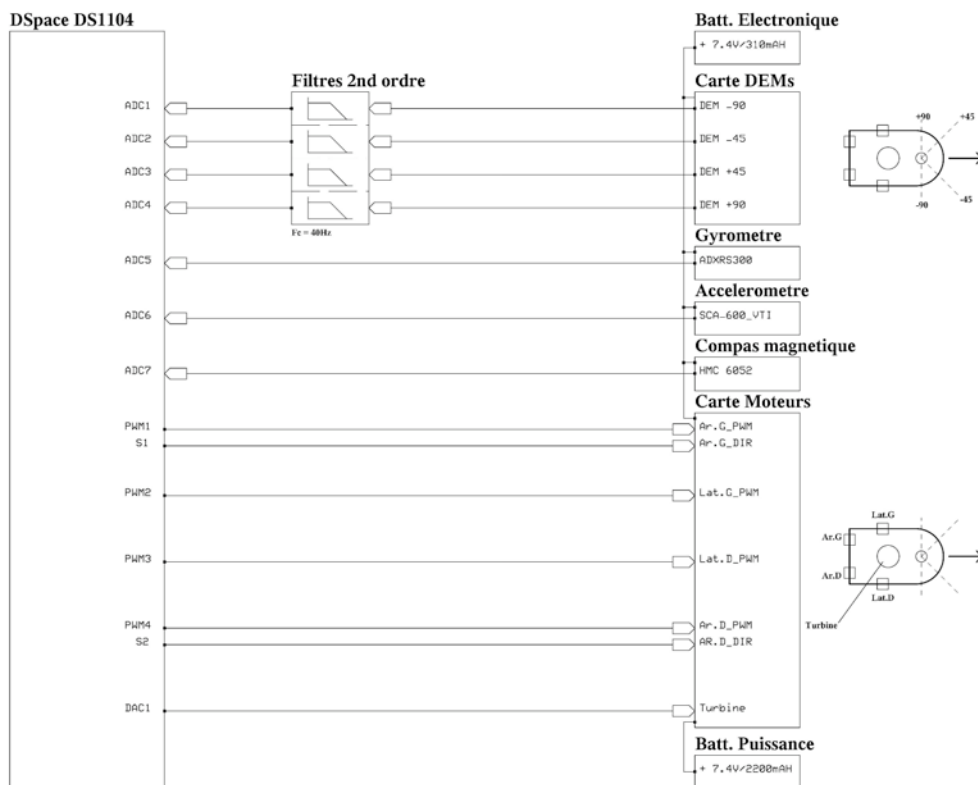 DSpace DS1104
Batt. Electronique
+ 7.4V/310mAH
Filtres 2nd ordre
Carte DEMs
ADC1
DEM -90
ADC2
DEM -45
ADC3
DEM +45
ADC4
DEM +90
Fc = 40Hz
+90
+45
-90
-45
Gyrometre
ADC5
ADXRS300
Accelerometre
ADC6
SCA-600_VTI
Compas magnetique
ADC7
HMC 6052
Carte Moteurs
PWM1
Ar.G_PWM
S1
Ar.G_DIR
PWM2
Lat.G_PWM
PWM3
Lat.D_PWM
PWM4
Ar.D_PWM
S2
AR.D_DIR
DAC1
Turbine
Lat.G
Ar.G
Ar.D
Lat.D
Turbine
Batt. Puissance
+ 7.4V/2200mAH